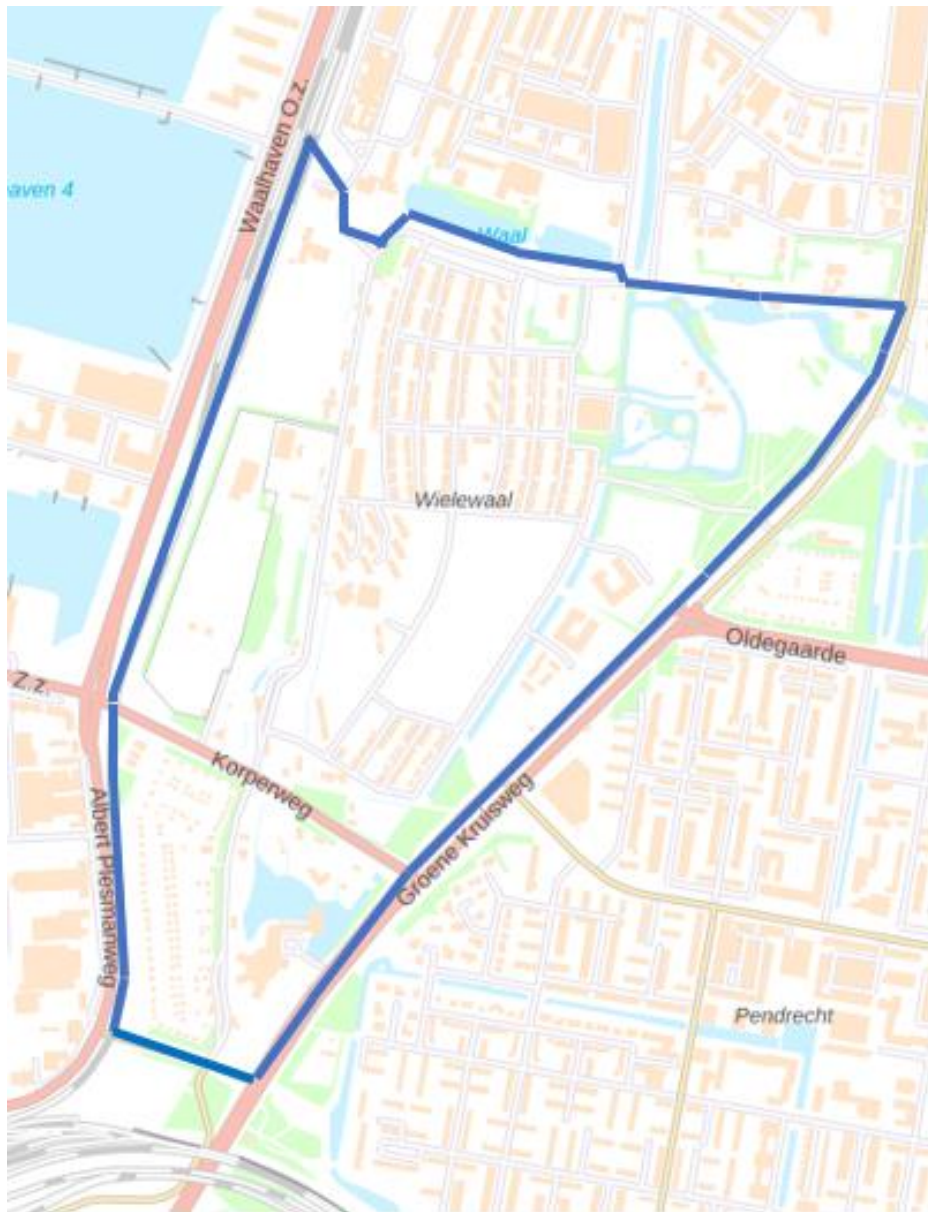 Waalhaven O.z.
aven 4
Waal
Wielewaal
Oldegaarde
Z.z.
Korperweg
Groene Kruisweg
Albert Plesmanweg
Pendrecht